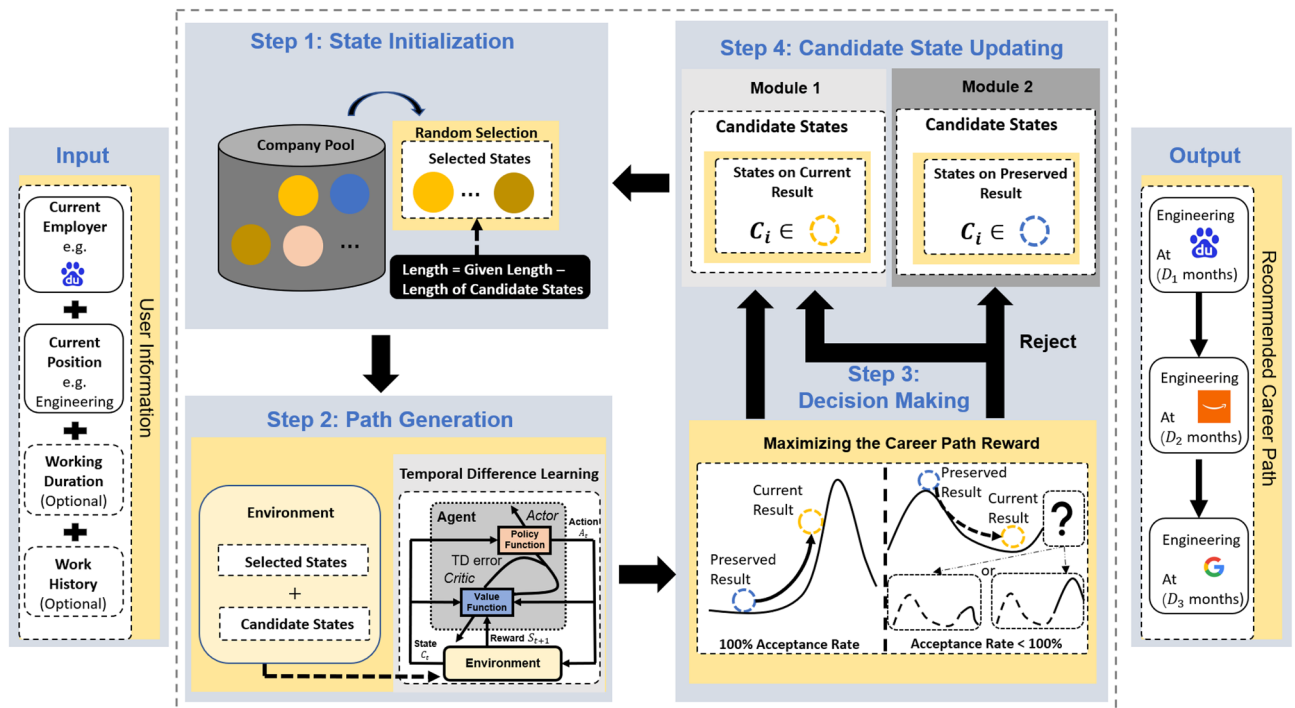 Input
Current
Employer
e.g.
du
Current
Position
e.g.
Engineering
Working
Duration
(Optional)
Work
History
(Optional)
User Information
Step 1: State Initialization
Company Pool
...
Random Selection
Selected States
...
Length = Given Length –
Length of Candidate States
Step 2: Path Generation
Environment
Selected States
+
Candidate States
Temporal Difference Learning
Agent
Actor
Action
A_t
Policy
Function
TD error
Critic
Value
Function
State
C_t
Reward S_{t+1}
Environment
Step 4: Candidate State Updating
Module 1
Candidate States
States on Current
Result
C_i ∈
Module 2
Candidate States
States on Preserved
Result
C_i ∈
Reject
Step 3:
Decision Making
Maximizing the Career Path Reward
Current
Result
Preserved
Result
100% Acceptance Rate
Preserved
Result
Current
Result
?
or
Acceptance Rate < 100%
Output
Engineering
du
At
(D_1 months)
Engineering
At
(D_2 months)
Engineering
G
At
(D_3 months)
Recommended Career Path